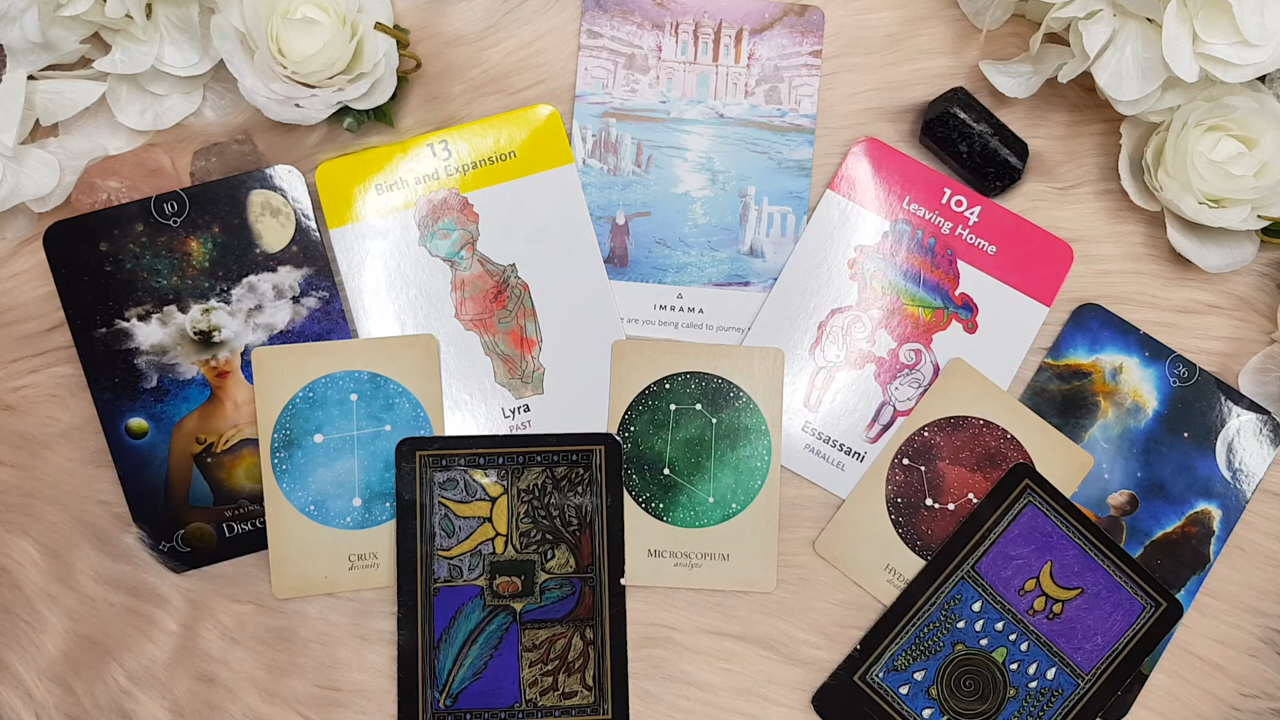 10
WAXING
Disce
13
Birth and Expansion
Lyra
PAST
IMRAMA
e are you being called to journey
104
Leaving Home
Essassani
PARALLEL
26
CRUX
divinity
MICROSCOPIUM
analyze
HYD